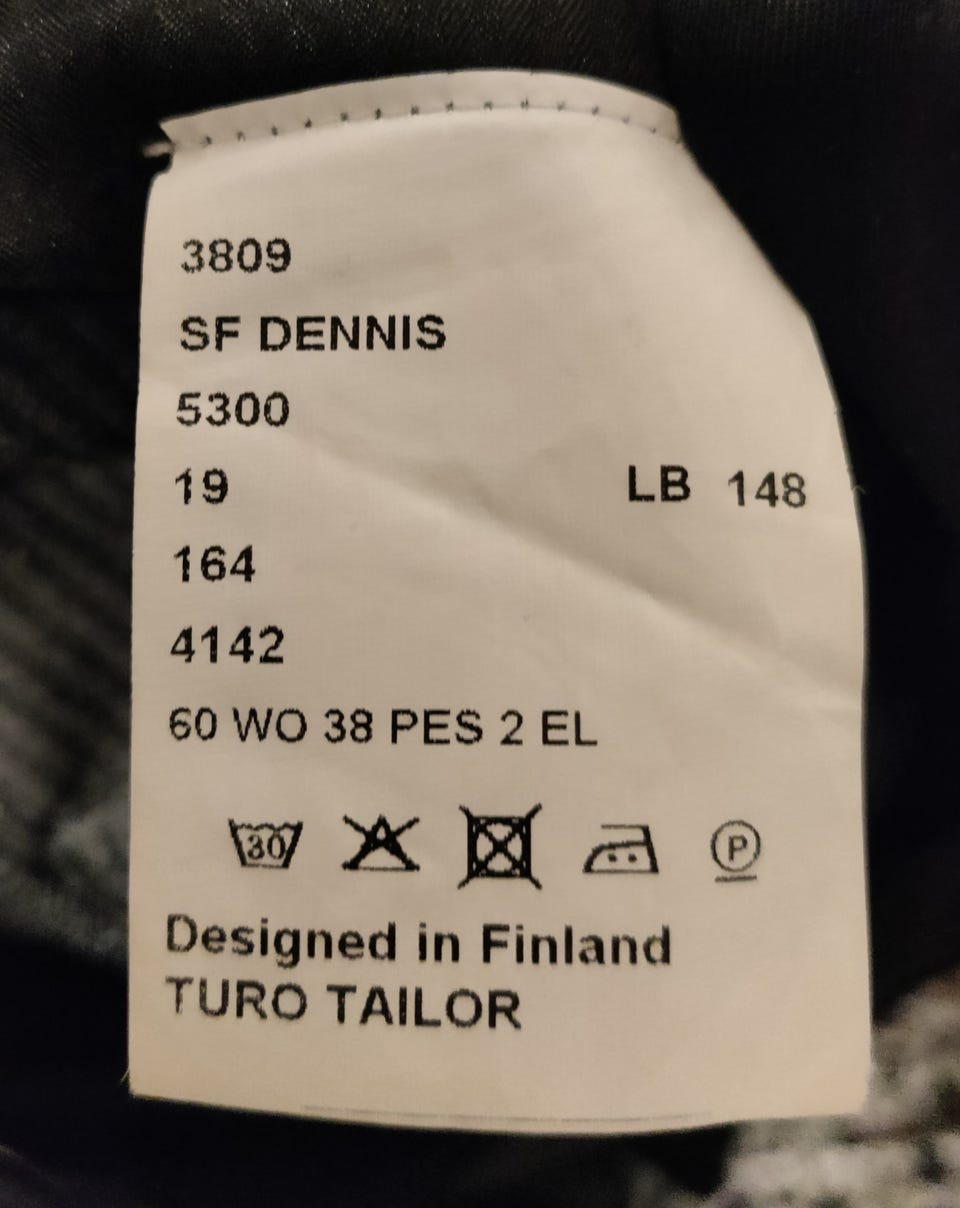 3809
SF DENNIS
5300
19 LB 148
164
4142
60 WO 38 PES 2 EL
30 P
Designed in Finland
TURO TAILOR